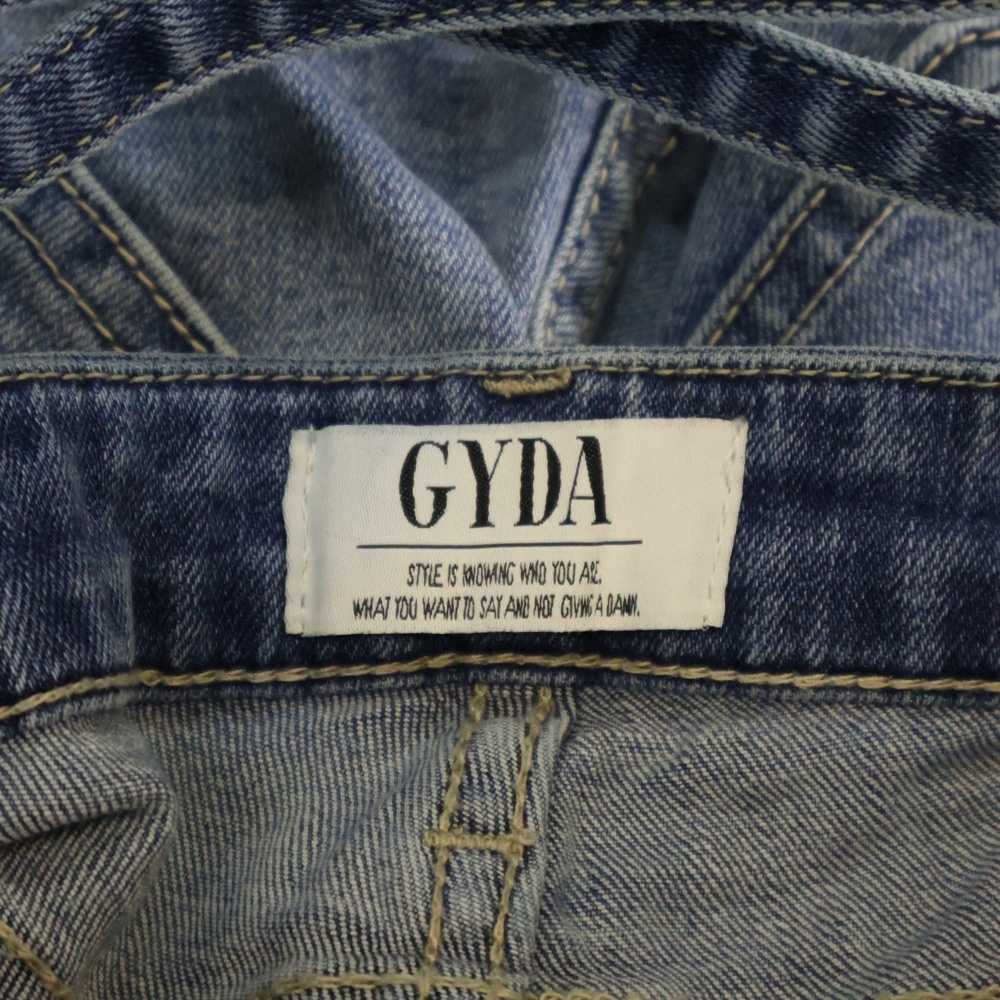 GYDA
STYLE IS KNOWING WHO YOU ARE,
WHAT YOU WANT TO SAY AND NOT GIVING A DAMN.